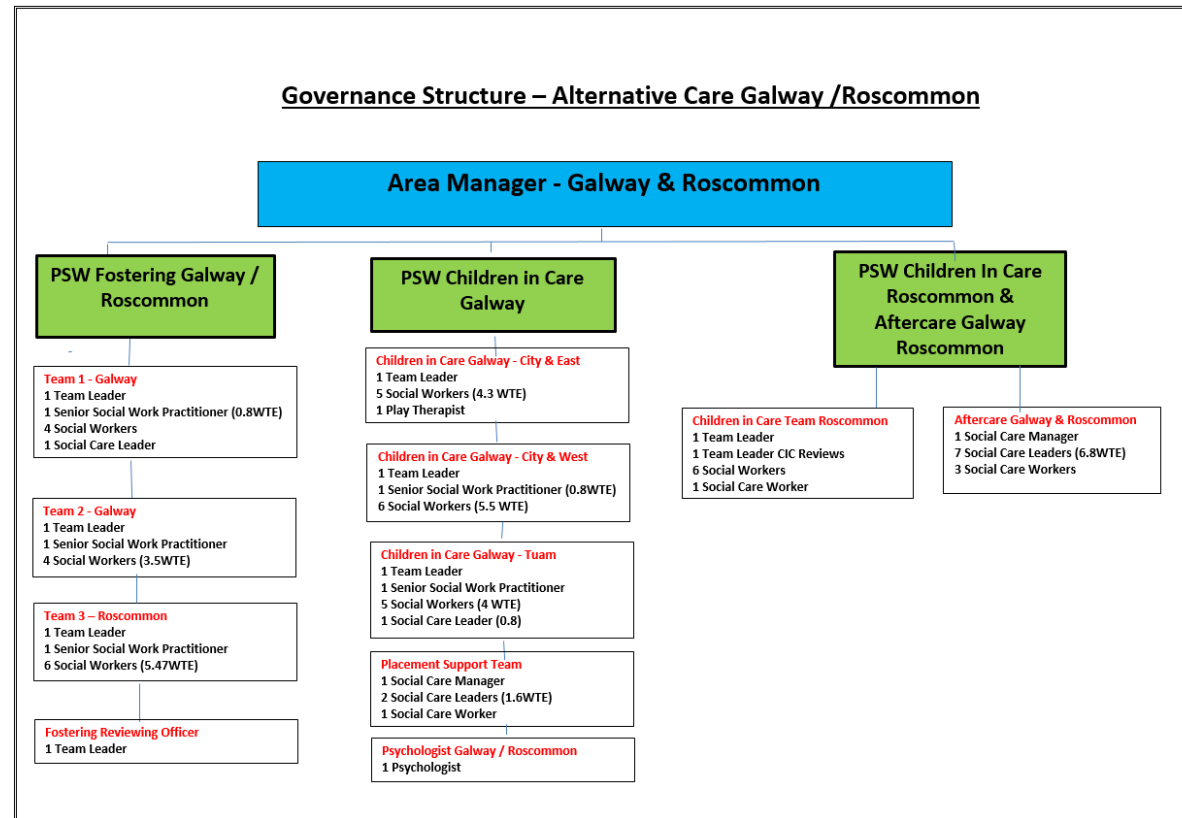 Governance Structure – Alternative Care Galway /Roscommon
Area Manager - Galway & Roscommon
PSW Fostering Galway /
Roscommon
Team 1 - Galway
1 Team Leader
1 Senior Social Work Practitioner (0.8WTE)
4 Social Workers
1 Social Care Leader
Team 2 - Galway
1 Team Leader
1 Senior Social Work Practitioner
4 Social Workers (3.5WTE)
Team 3 – Roscommon
1 Team Leader
1 Senior Social Work Practitioner
6 Social Workers (5.47WTE)
Fostering Reviewing Officer
1 Team Leader
PSW Children in Care
Galway
Children in Care Galway - City & East
1 Team Leader
5 Social Workers (4.3 WTE)
1 Play Therapist
Children in Care Galway - City & West
1 Team Leader
1 Senior Social Work Practitioner (0.8WTE)
6 Social Workers (5.5 WTE)
Children in Care Galway - Tuam
1 Team Leader
1 Senior Social Work Practitioner
5 Social Workers (4 WTE)
1 Social Care Leader (0.8)
Placement Support Team
1 Social Care Manager
2 Social Care Leaders (1.6WTE)
1 Social Care Worker
Psychologist Galway / Roscommon
1 Psychologist
PSW Children In Care
Roscommon &
Aftercare Galway
Roscommon
Children in Care Team Roscommon
1 Team Leader
1 Team Leader CIC Reviews
6 Social Workers
1 Social Care Worker
Aftercare Galway & Roscommon
1 Social Care Manager
7 Social Care Leaders (6.8WTE)
3 Social Care Workers